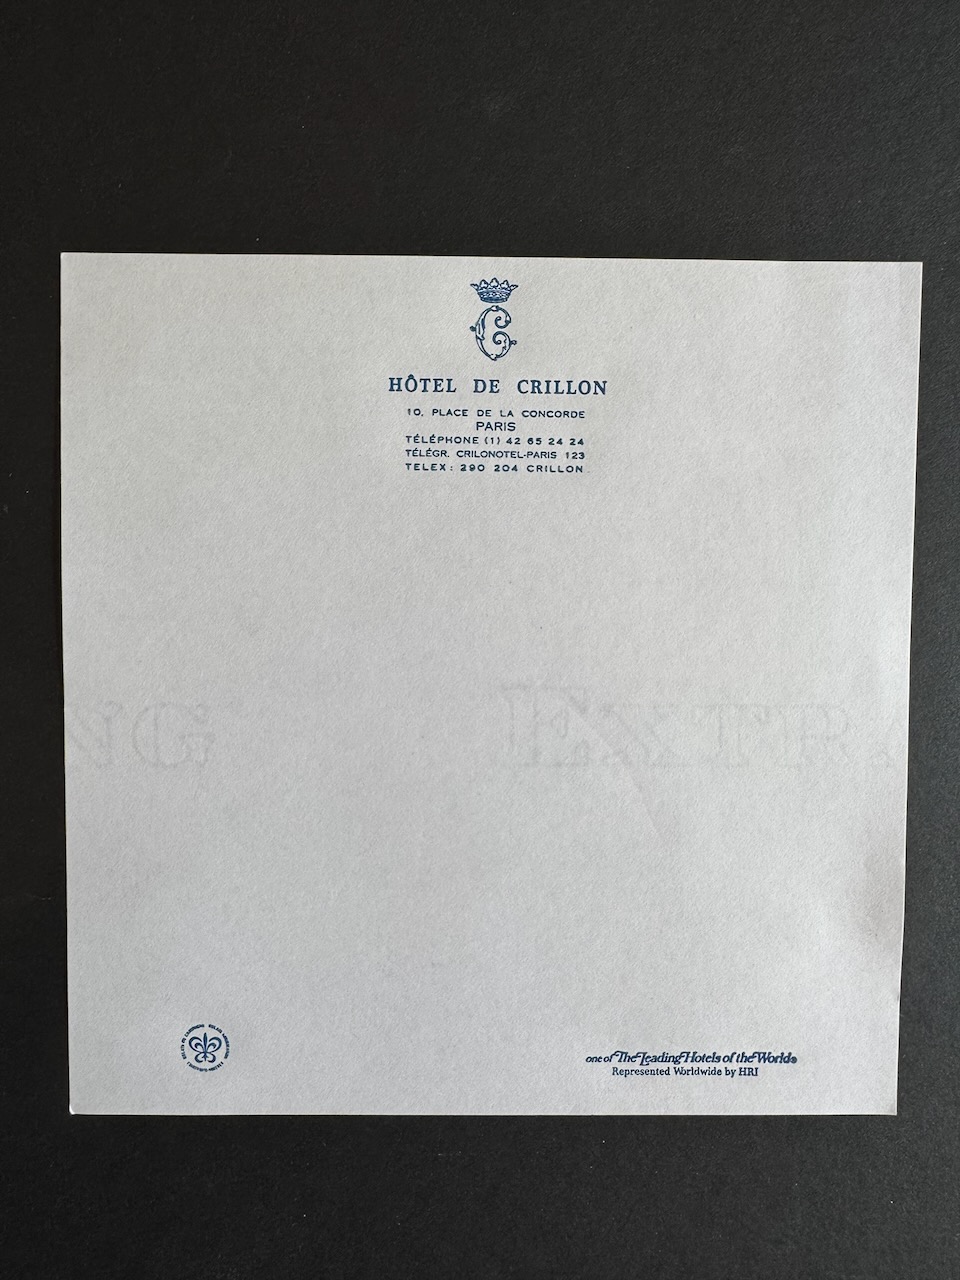 HÔTEL DE CRILLON
10, PLACE DE LA CONCORDE
PARIS
TÉLÉPHONE (1) 42 65 24 24
TÉLÉGR. CRILONOTEL-PARIS 123
TELEX : 290 204 CRILLON
EXTRA
one of The Leading Hotels of the World®
Represented Worldwide by HRI